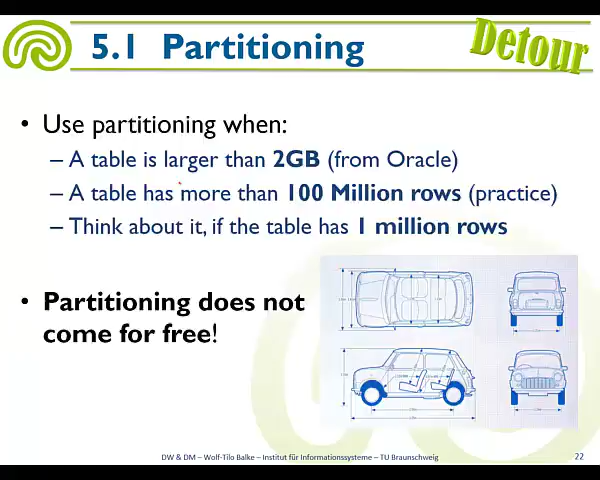 5.1 Partitioning
Detour
• Use partitioning when:
– A table is larger than 2GB (from Oracle)
– A table has more than 100 Million rows (practice)
– Think about it, if the table has 1 million rows
• Partitioning does not
come for free!
DW & DM – Wolf-Tilo Balke – Institut für Informationssysteme – TU Braunschweig
22